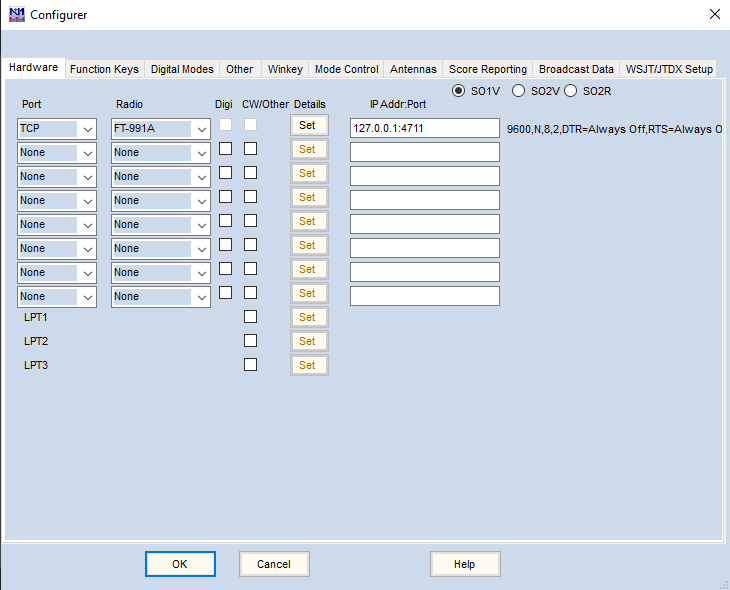 Configurer
Hardware Function Keys Digital Modes Other Winkey Mode Control Antennas Score Reporting Broadcast Data WSJT/JTDX Setup
SO1V SO2V SO2R
Port Radio Digi CW/Other Details IP Addr:Port
TCP FT-991A Set 127.0.0.1:4711 9600,N,8,2,DTR=Always Off,RTS=Always O
None None Set
None None Set
None None Set
None None Set
None None Set
None None Set
None None Set
LPT1 Set
LPT2 Set
LPT3 Set
OK Cancel Help